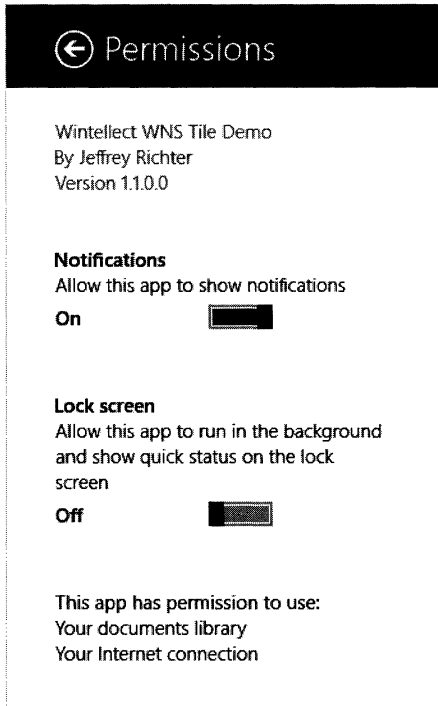 Permissions
Wintellect WNS Tile Demo
By Jeffrey Richter
Version 1.1.0.0
Notifications
Allow this app to show notifications
On
Lock screen
Allow this app to run in the background
and show quick status on the lock
screen
Off
This app has permission to use:
Your documents library
Your Internet connection